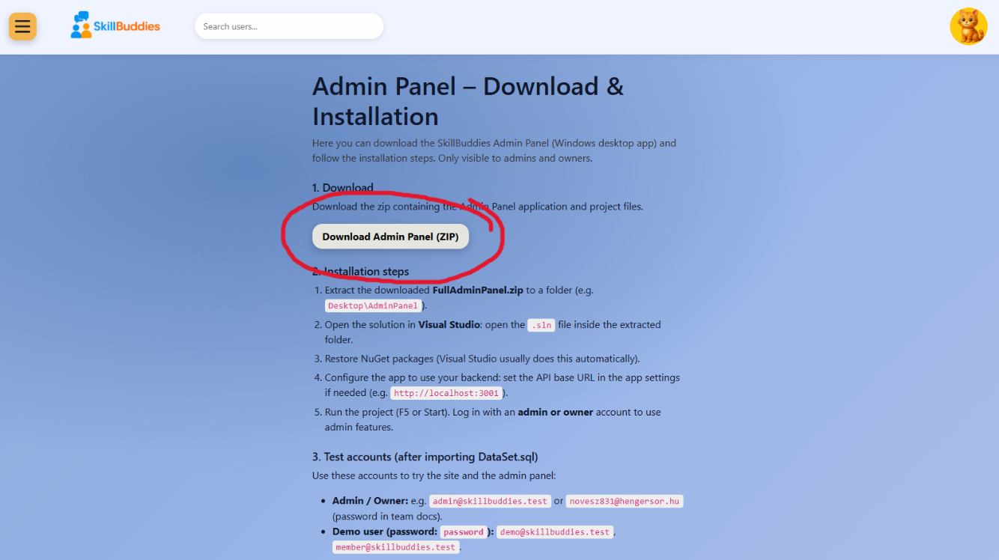 SkillBuddies
Search users...
Admin Panel – Download &
Installation
Here you can download the SkillBuddies Admin Panel (Windows desktop app) and
follow the installation steps. Only visible to admins and owners.
1. Download
Download the zip containing the Admin Panel application and project files.
Download Admin Panel (ZIP)
2. Installation steps
1. Extract the downloaded FullAdminPanel.zip to a folder (e.g.
Desktop\AdminPanel).
2. Open the solution in Visual Studio: open the .sln file inside the extracted
folder.
3. Restore NuGet packages (Visual Studio usually does this automatically).
4. Configure the app to use your backend: set the API base URL in the app settings
if needed (e.g. http://localhost:3001).
5. Run the project (F5 or Start). Log in with an admin or owner account to use
admin features.
3. Test accounts (after importing DataSet.sql)
Use these accounts to try the site and the admin panel:
• Admin / Owner: e.g. admin@skillbuddies.test or novesz831@hengersor.hu
(password in team docs).
• Demo user (password: password): demo@skillbuddies.test,
member@skillbuddies.test.